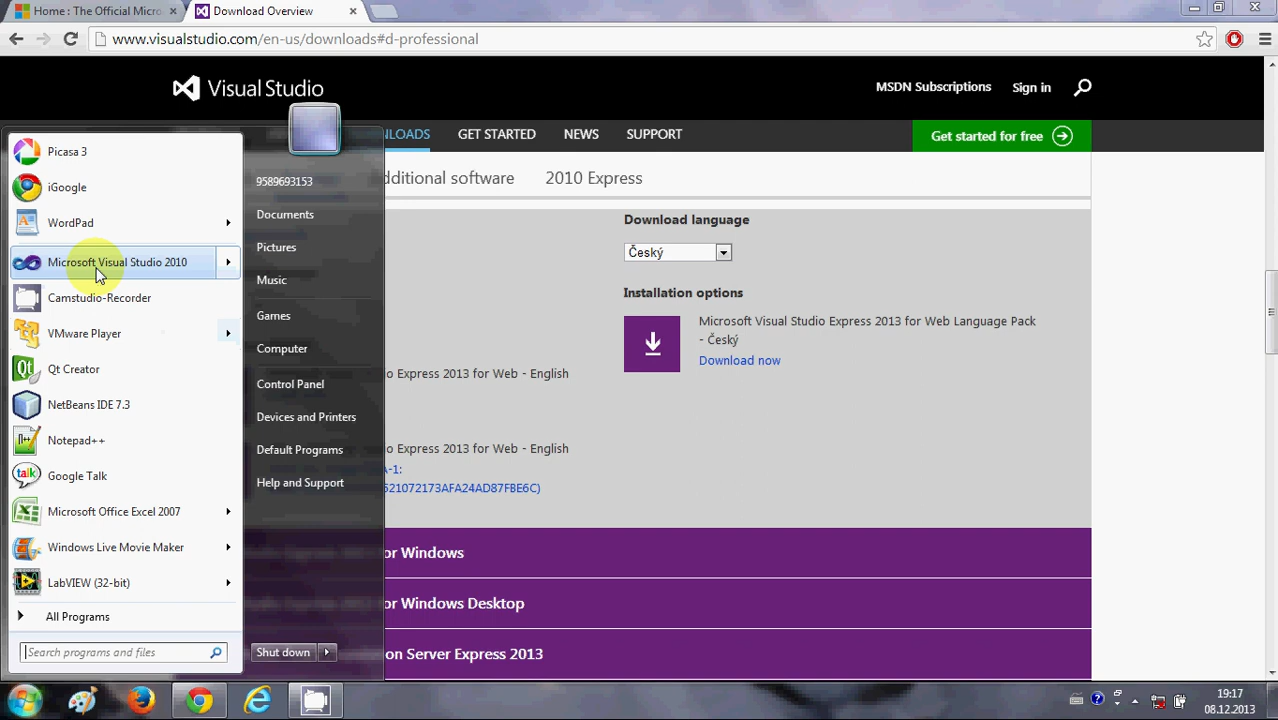 Home : The Official Micro
Download Overview
www.visualstudio.com/en-us/downloads#d-professional
Visual Studio
MSDN Subscriptions
Sign in
NLOADS
GET STARTED
NEWS
SUPPORT
Get started for free
dditional software
2010 Express
Download language
Český
Installation options
Microsoft Visual Studio Express 2013 for Web Language Pack
- Český
Download now
o Express 2013 for Web - English
o Express 2013 for Web - English
A-1:
521072173AFA24AD87FBE6C)
or Windows
or Windows Desktop
on Server Express 2013
Picasa 3
iGoogle
WordPad
Microsoft Visual Studio 2010
Camstudio-Recorder
VMware Player
Qt Creator
NetBeans IDE 7.3
Notepad++
Google Talk
Microsoft Office Excel 2007
Windows Live Movie Maker
LabVIEW (32-bit)
All Programs
Search programs and files
9589693153
Documents
Pictures
Music
Games
Computer
Control Panel
Devices and Printers
Default Programs
Help and Support
Shut down
19:17
08.12.2013